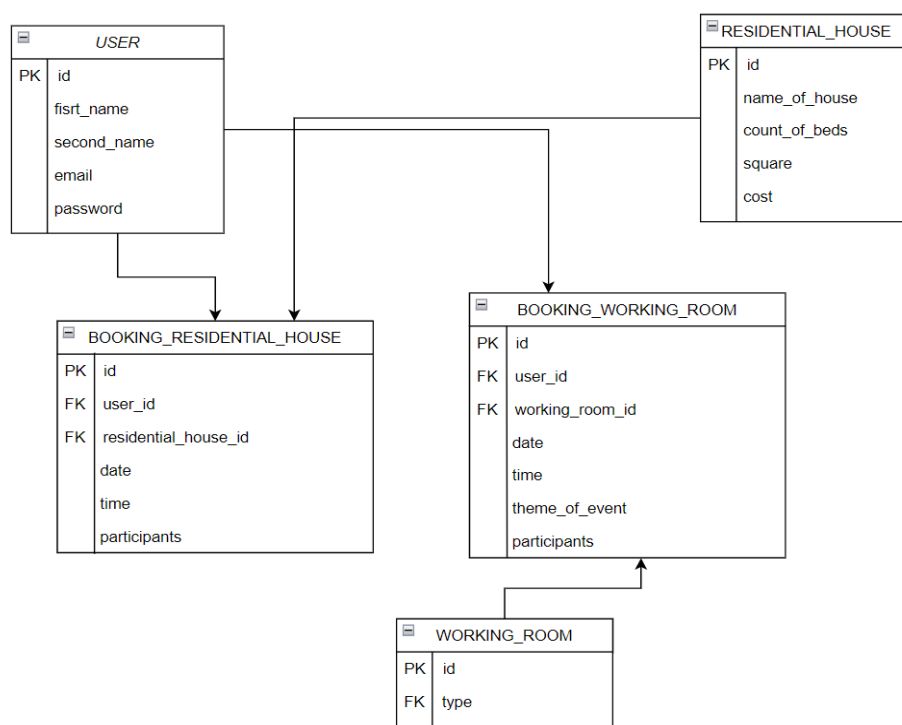 USER
PK id
fisrt_name
second_name
email
password
RESIDENTIAL_HOUSE
PK id
name_of_house
count_of_beds
square
cost
BOOKING_RESIDENTIAL_HOUSE
PK id
FK user_id
FK residential_house_id
date
time
participants
BOOKING_WORKING_ROOM
PK id
FK user_id
FK working_room_id
date
time
theme_of_event
participants
WORKING_ROOM
PK id
FK type